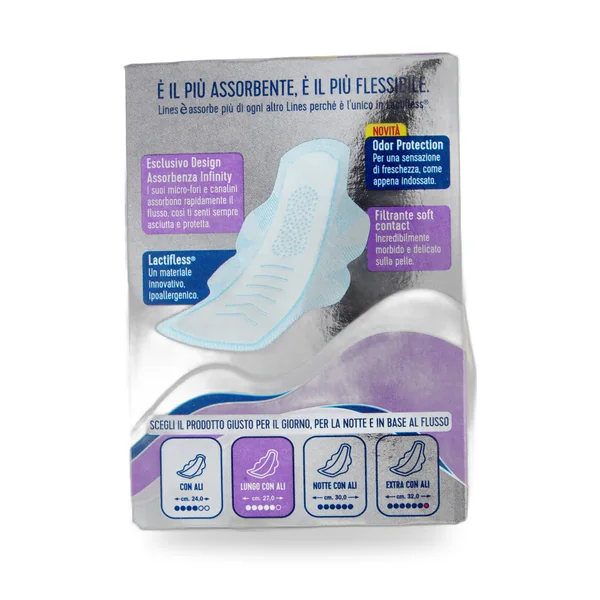 È IL PIÙ ASSORBENTE, È IL PIÙ FLESSIBILE.
Lines è assorbe più di ogni altro Lines perché è l'unico in Lactifless®.
Esclusivo Design
Assorbenza Infinity
I suoi micro-fori e canalini
assorbono rapidamente il
flusso, così ti senti sempre
asciutta e protetta.
Lactifless®
Un materiale
innovativo,
ipoallergenico.
NOVITÀ
Odor Protection
Per una sensazione
di freschezza, come
appena indossato.
Filtrante soft
contact
Incredibilmente
morbido e delicato
sulla pelle.
SCEGLI IL PRODOTTO GIUSTO PER IL GIORNO, PER LA NOTTE E IN BASE AL FLUSSO
CON ALI
cm. 24,0
LUNGO CON ALI
cm. 27,0
NOTTE CON ALI
cm. 30,0
EXTRA CON ALI
cm. 32,0